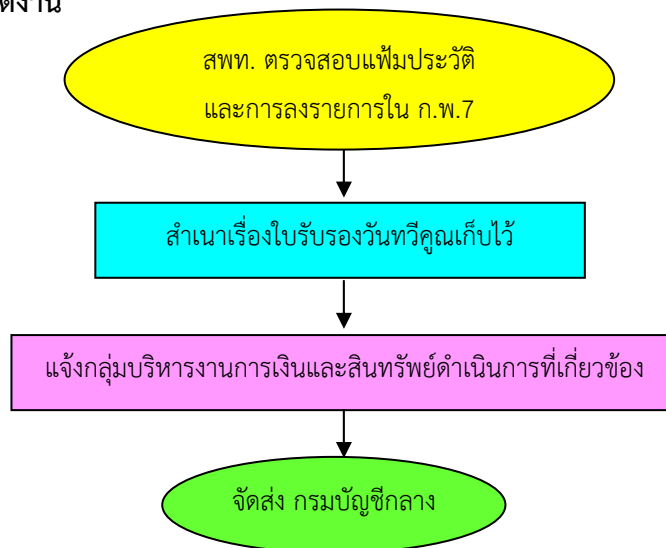 สพท. ตรวจสอบแฟ้มประวัติ
และการลงรายการใน ก.พ.7
สำเนาเรื่องใบรับรองวันทวีคูณเก็บไว้
แจ้งกลุ่มบริหารงานการเงินและสินทรัพย์ดำเนินการที่เกี่ยวข้อง
จัดส่ง กรมบัญชีกลาง